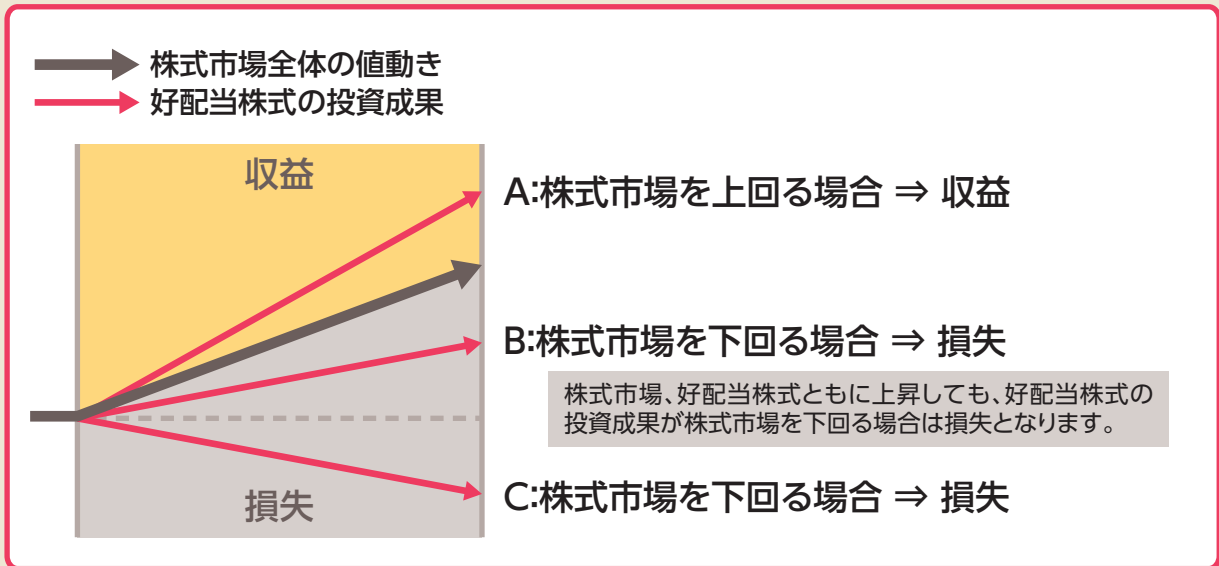 株式市場全体の値動き
好配当株式の投資成果
収益
A:株式市場を上回る場合 ⇒ 収益
B:株式市場を下回る場合 ⇒ 損失
株式市場、好配当株式ともに上昇しても、好配当株式の
投資成果が株式市場を下回る場合は損失となります。
損失
C:株式市場を下回る場合 ⇒ 損失